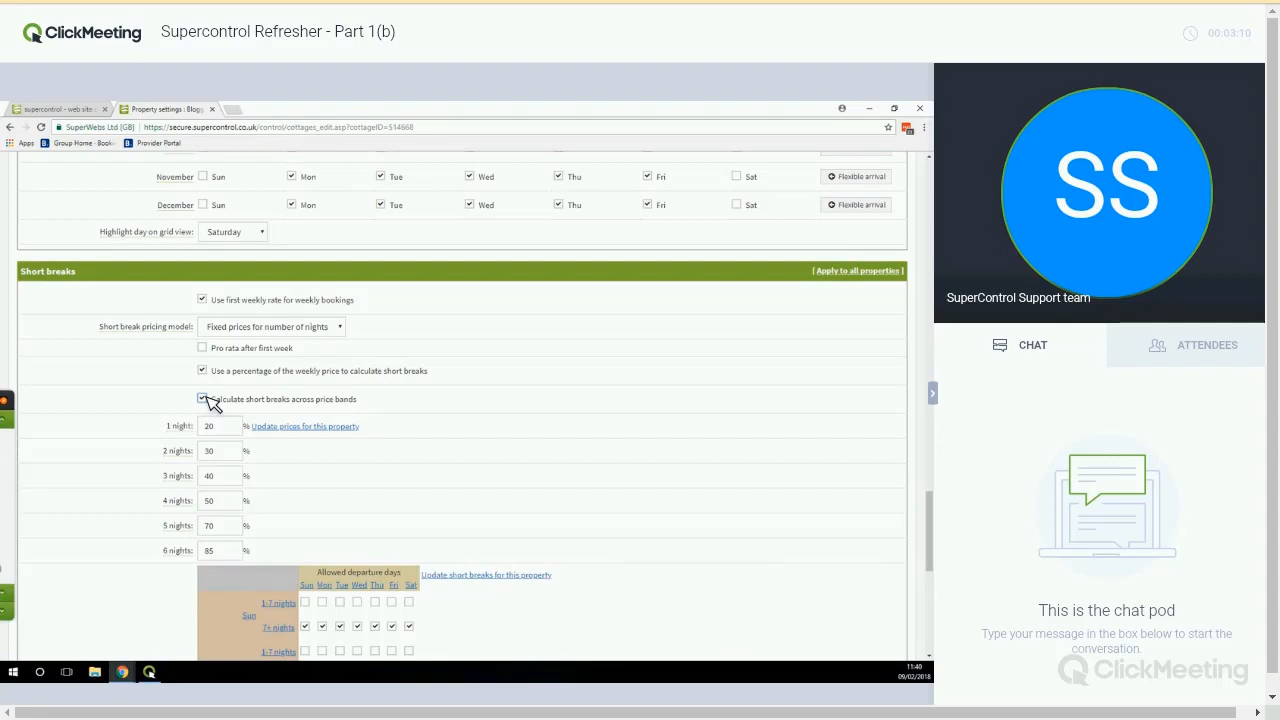 ClickMeeting Supercontrol Refresher - Part 1(b) 00:03:10
supercontrol - web site Property settings : Blogg
SuperWebs Ltd [GB] https://secure.supercontrol.co.uk/control/cottages_edit.asp?cottageID=514668
Apps Group Home - Book Provider Portal
November Sun Mon Tue Wed Thu Fri Sat Flexible arrival
December Sun Mon Tue Wed Thu Fri Sat Flexible arrival
Highlight day on grid view: Saturday
Short breaks [ Apply to all properties ]
Use first weekly rate for weekly bookings
Short break pricing model: Fixed prices for number of nights
Pro rata after first week
Use a percentage of the weekly price to calculate short breaks
Calculate short breaks across price bands
1 night: 20 % Update prices for this property
2 nights: 30 %
3 nights: 40 %
4 nights: 50 %
5 nights: 70 %
6 nights: 85 %
Allowed departure days
Sun Mon Tue Wed Thu Fri Sat
Update short breaks for this property
1-7 nights
Sun
7+ nights
1-7 nights
11:40
09/02/2018
SS
SuperControl Support team
CHAT ATTENDEES
This is the chat pod
Type your message in the box below to start the
conversation.
ClickMeeting